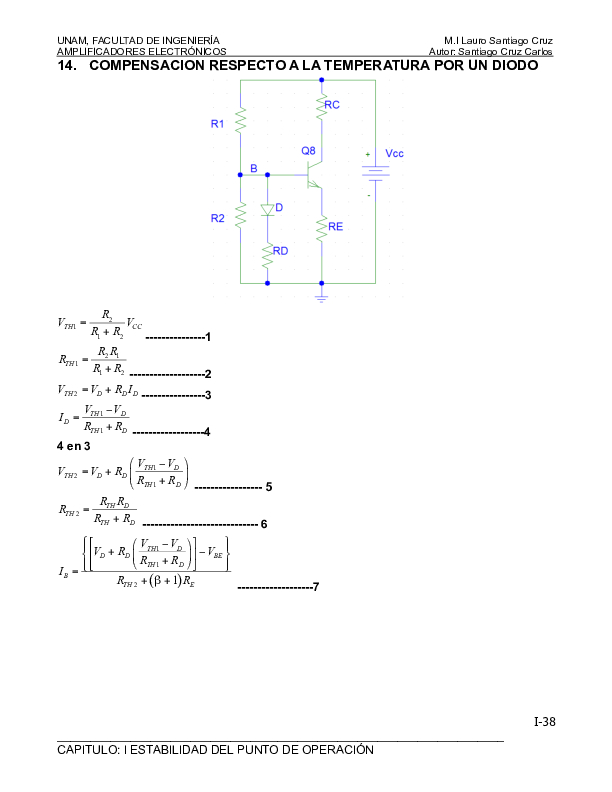 UNAM, FACULTAD DE INGENIERÍA M.I Lauro Santiago Cruz
AMPLIFICADORES ELECTRÓNICOS Autor: Santiago Cruz Carlos
14. COMPENSACION RESPECTO A LA TEMPERATURA POR UN DIODO
RC
R1
Q8
+ Vcc
B
-
R2
D
RE
RD
V_{TH1} = \frac{R_2}{R_1 + R_2} V_{CC} ---------------1
R_{TH1} = \frac{R_2 R_1}{R_1 + R_2} -------------------2
V_{TH2} = V_D + R_D I_D ----------------3
I_D = \frac{V_{TH1} - V_D}{R_{TH1} + R_D} ------------------4
4 en 3
V_{TH2} = V_D + R_D \left( \frac{V_{TH1} - V_D}{R_{TH1} + R_D} \right) ----------------- 5
R_{TH2} = \frac{R_{TH} R_D}{R_{TH} + R_D} ----------------------------- 6
I_B = \frac{\left\{ \left[ V_D + R_D \left( \frac{V_{TH1} - V_D}{R_{TH1} + R_D} \right) \right] - V_{BE} \right\}}{R_{TH2} + (β + 1) R_E} -------------------7
I-38
CAPITULO: I ESTABILIDAD DEL PUNTO DE OPERACIÓN